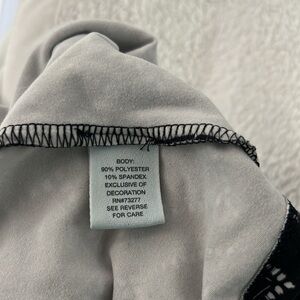 BODY:
90% POLYESTER
10% SPANDEX
EXCLUSIVE OF
DECORATION
RN#73277
SEE REVERSE
FOR CARE